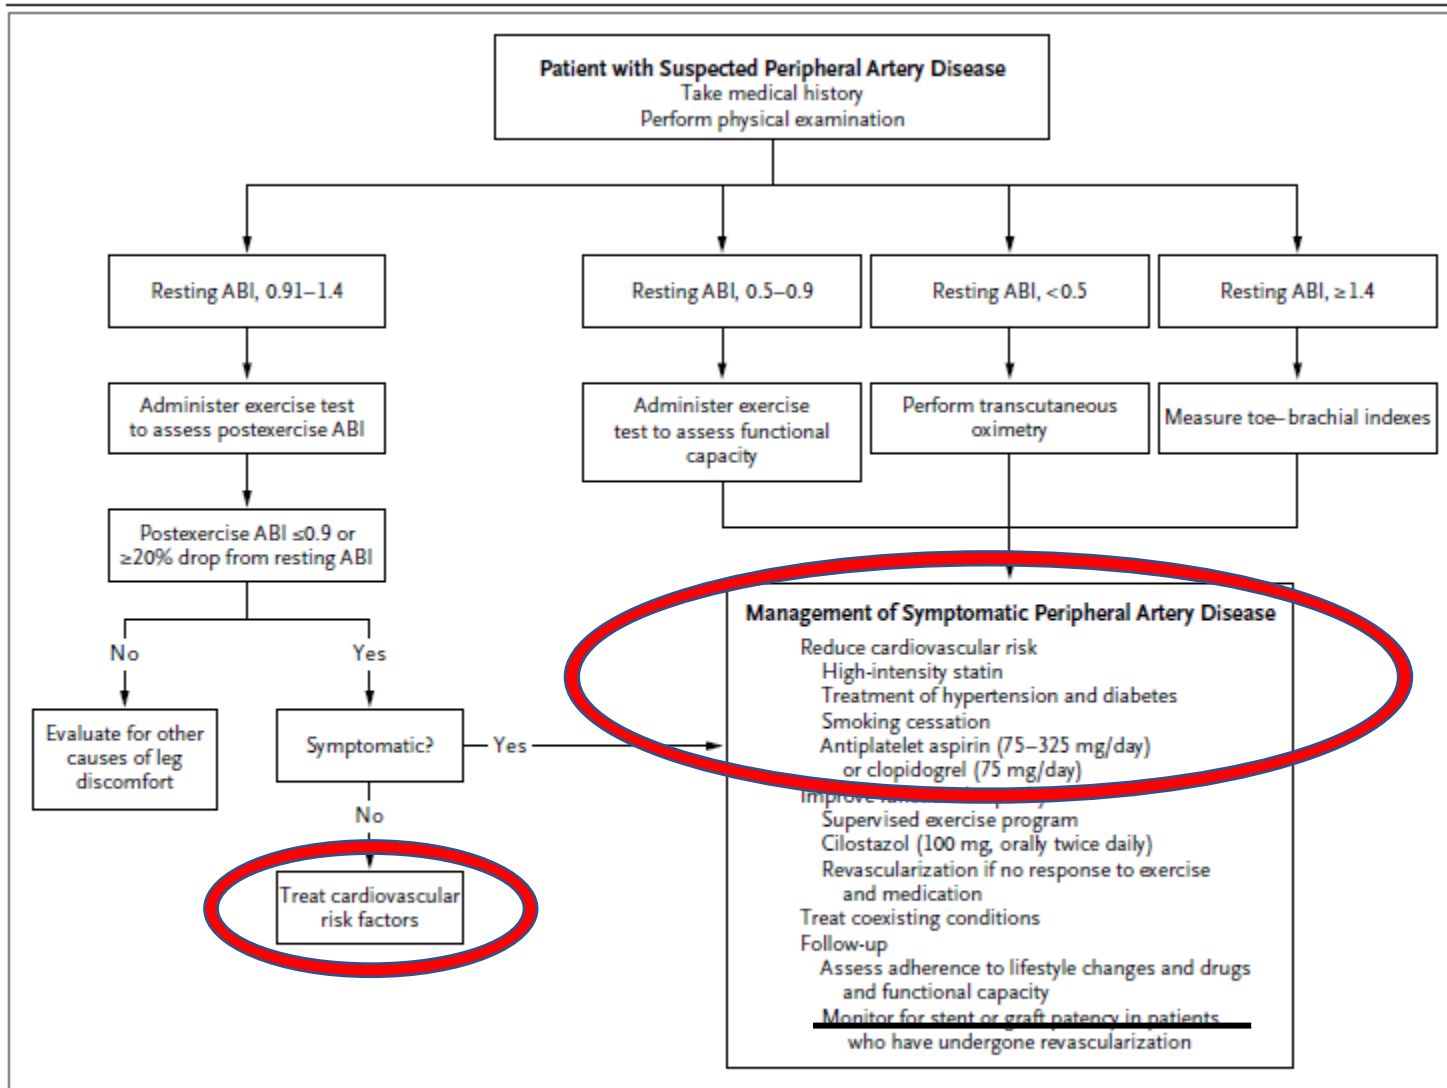 Patient with Suspected Peripheral Artery Disease
Take medical history
Perform physical examination
Resting ABI, 0.91–1.4
Resting ABI, 0.5–0.9
Resting ABI, <0.5
Resting ABI, ≥1.4
Administer exercise test
to assess postexercise ABI
Administer exercise
test to assess functional
capacity
Perform transcutaneous
oximetry
Measure toe–brachial indexes
Postexercise ABI ≤0.9 or
≥20% drop from resting ABI
No
Yes
Evaluate for other
causes of leg
discomfort
Symptomatic?
Yes
No
Treat cardiovascular
risk factors
Management of Symptomatic Peripheral Artery Disease
Reduce cardiovascular risk
High-intensity statin
Treatment of hypertension and diabetes
Smoking cessation
Antiplatelet aspirin (75–325 mg/day)
or clopidogrel (75 mg/day)
Improve
Supervised exercise program
Cilostazol (100 mg, orally twice daily)
Revascularization if no response to exercise
and medication
Treat coexisting conditions
Follow-up
Assess adherence to lifestyle changes and drugs
and functional capacity
Monitor for stent or graft patency in patients
who have undergone revascularization